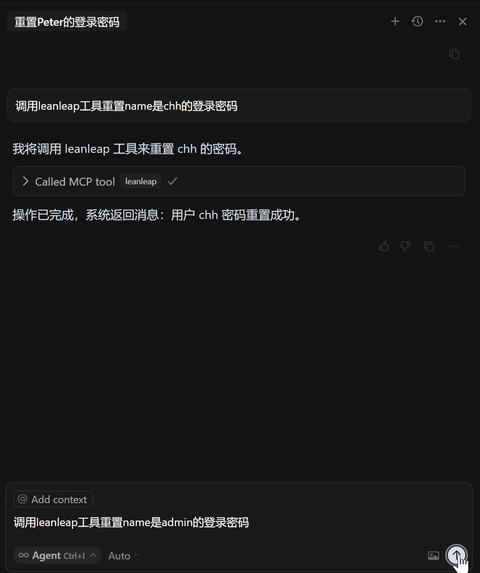 重置Peter的登录密码
调用leanleap工具重置name是chh的登录密码
我将调用 leanleap 工具来重置 chh 的密码。
Called MCP tool leanleap
操作已完成，系统返回消息：用户 chh 密码重置成功。
@ Add context
调用leanleap工具重置name是admin的登录密码
Agent Ctrl+I Auto